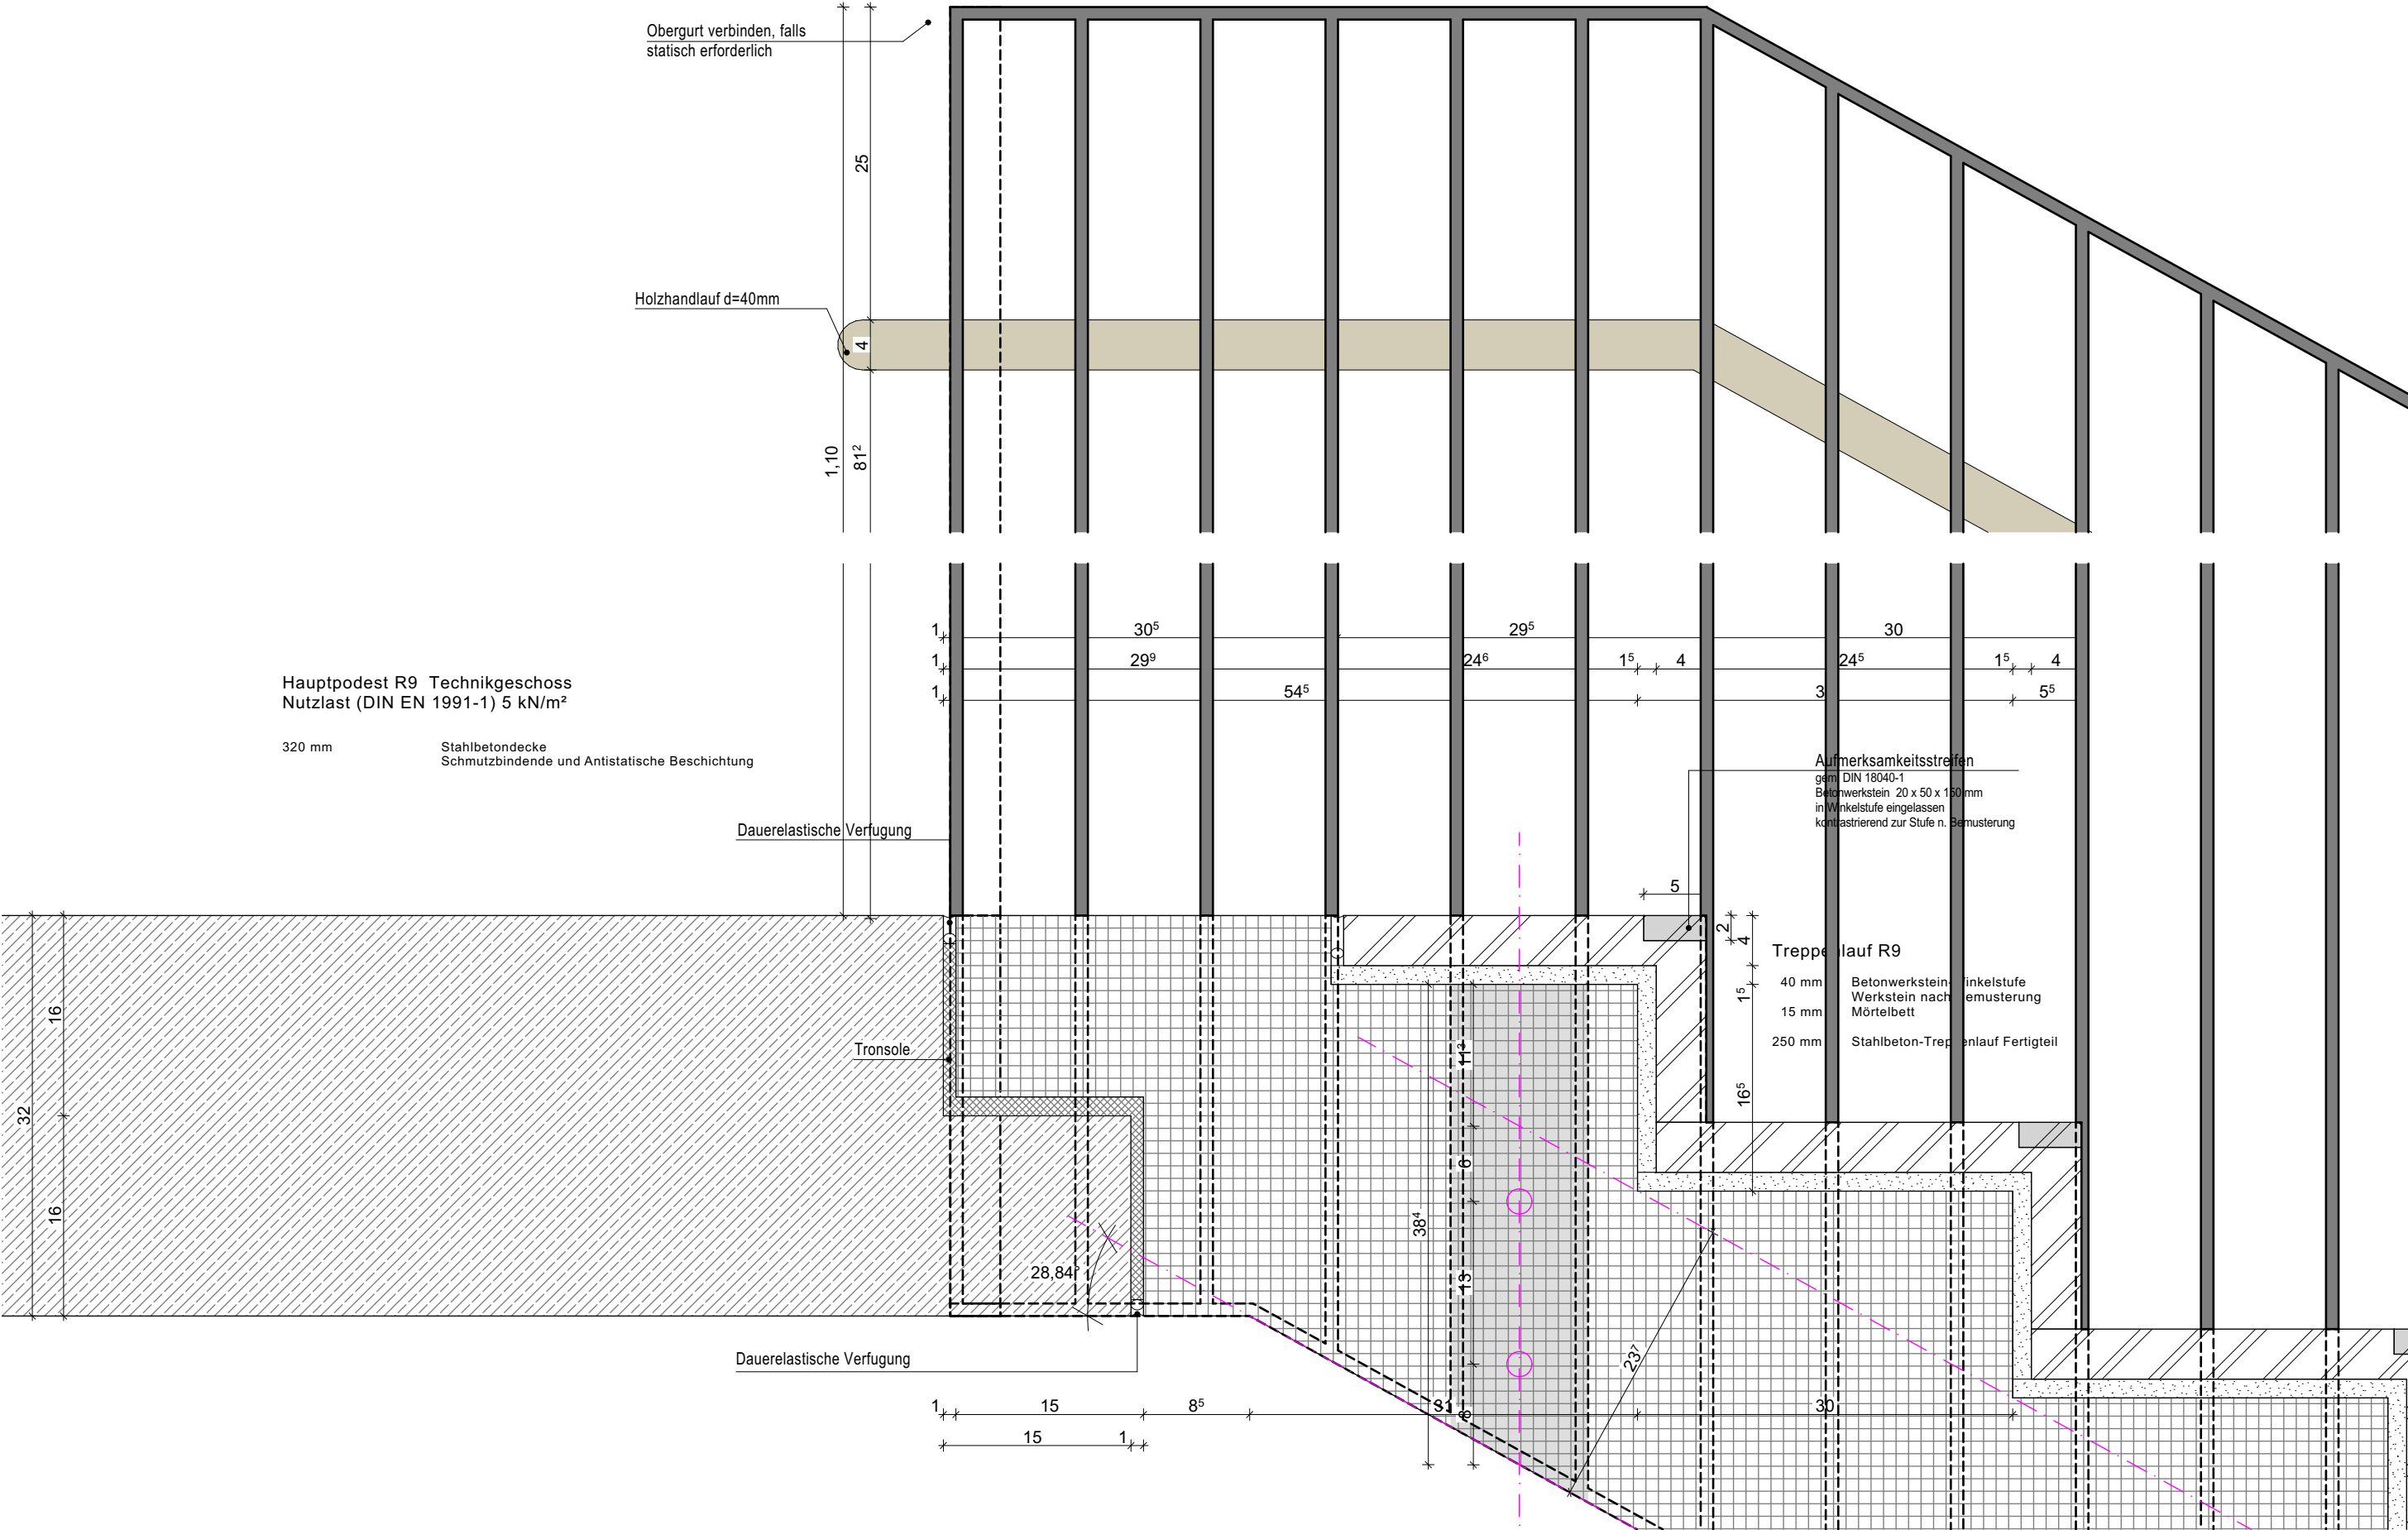 Obergurt verbinden, falls
statisch erforderlich
25
Holzhandlauf d=40mm
4
1,10
81²
1
30⁵
29⁵
30
1
29⁹
24⁶
1⁵
4
24⁵
1⁵
4
1
54⁵
3
5⁵
Hauptpodest R9 Technikgeschoss
Nutzlast (DIN EN 1991-1) 5 kN/m²
320 mm Stahlbetondecke
Schmutzbindende und Antistatische Beschichtung
Aufmerksamkeitsstreifen
gem. DIN 18040-1
Betonwerkstein 20 x 50 x 150 mm
in Winkelstufe eingelassen
kontrastrierend zur Stufe n. Bemusterung
Dauerelastische Verfugung
5
2
4
Treppenlauf R9
40 mm Betonwerkstein-Winkelstufe
Werkstein nach Bemusterung
15 mm Mörtelbett
250 mm Stahlbeton-Treppenlauf Fertigteil
1⁵
16⁵
16
32
16
Tronsole
11³
6
38⁴
13
8
28,84°
23⁷
Dauerelastische Verfugung
1
15
8⁵
31
30
15
1